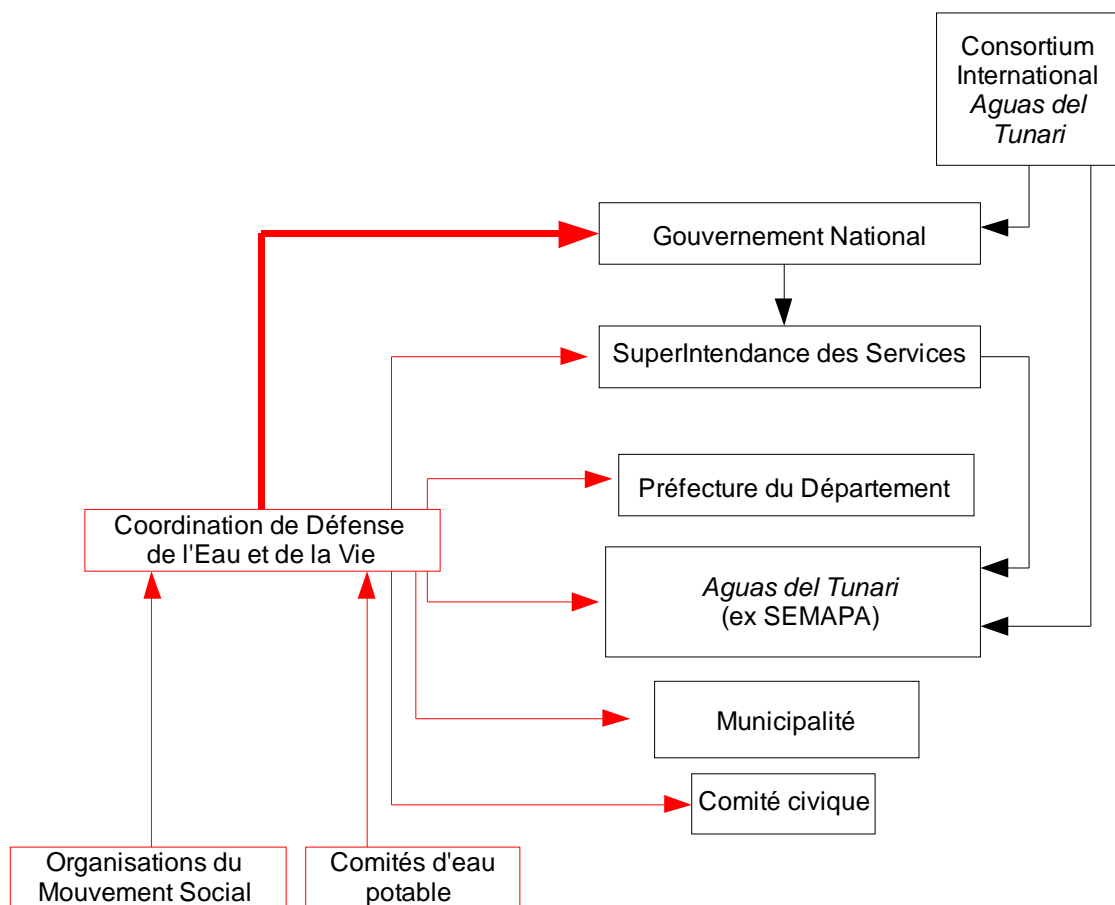 Consortium
International
Aguas del
Tunari
Gouvernement National
SuperIntendance des Services
Préfecture du Département
Coordination de Défense
de l'Eau et de la Vie
Aguas del Tunari
(ex SEMAPA)
Municipalité
Comité civique
Organisations du
Mouvement Social
Comités d'eau
potable